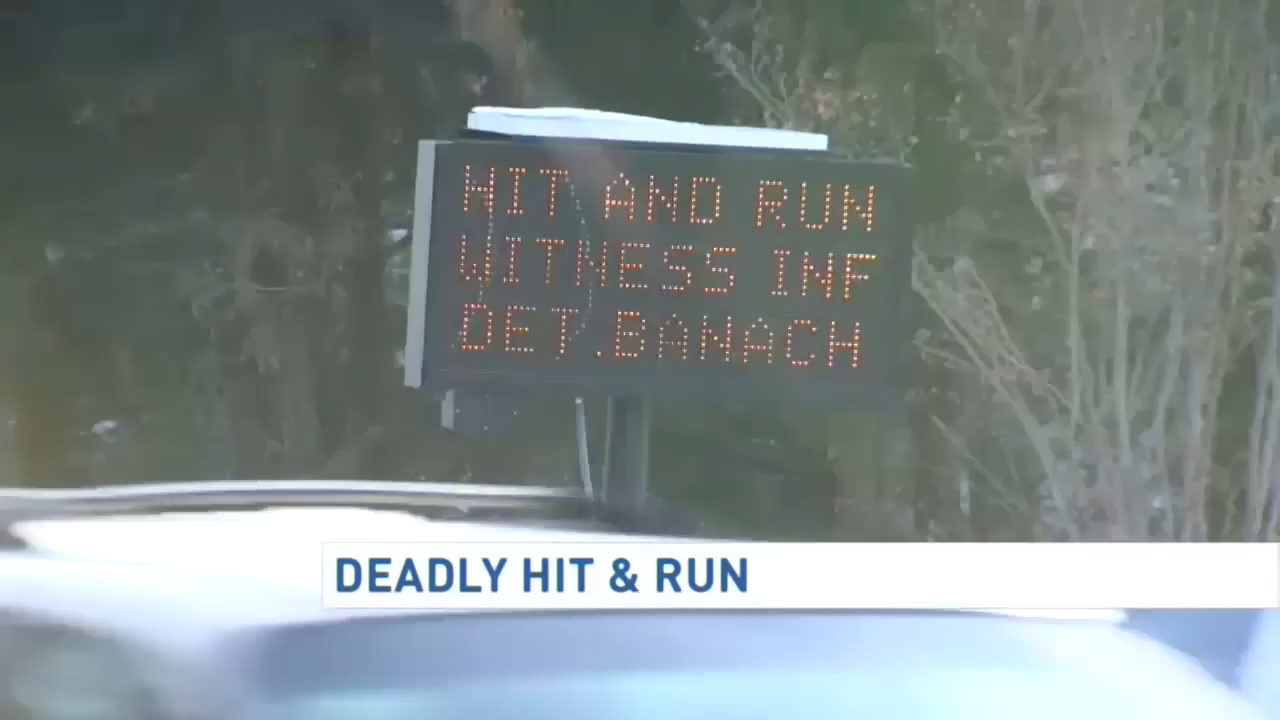 HIT AND RUN
WITNESS INF
DET.BANACH
DEADLY HIT & RUN